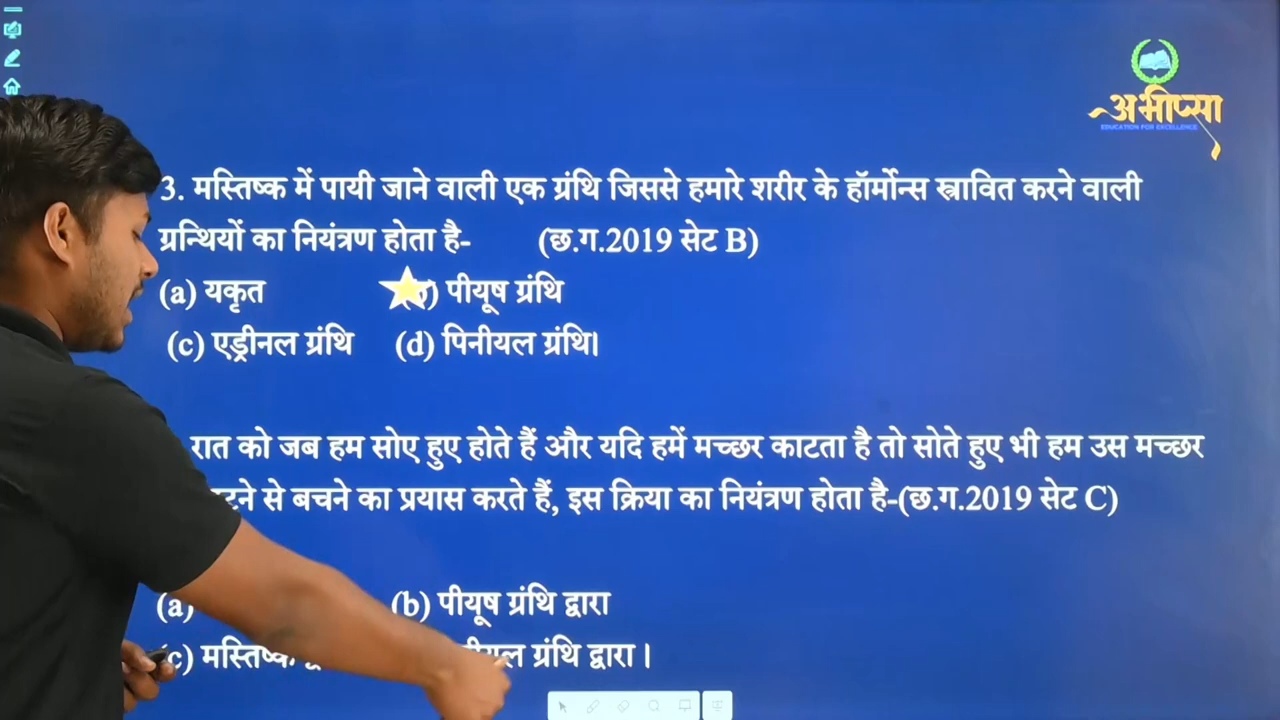 अभीप्सा
EDUCATION FOR EXCELLENCE
3. मस्तिष्क में पायी जाने वाली एक ग्रंथि जिससे हमारे शरीर के हॉर्मोन्स स्त्रावित करने वाली
ग्रन्थियों का नियंत्रण होता है- (छ.ग.2019 सेट B)
(a) यकृत पीयूष ग्रंथि
(c) एड्रीनल ग्रंथि (d) पिनीयल ग्रंथि।
रात को जब हम सोए हुए होते हैं और यदि हमें मच्छर काटता है तो सोते हुए भी हम उस मच्छर
से बचने का प्रयास करते हैं, इस क्रिया का नियंत्रण होता है-(छ.ग.2019 सेट C)
(a) (b) पीयूष ग्रंथि द्वारा
(c) मस्तिष्क ग्रंथि द्वारा।